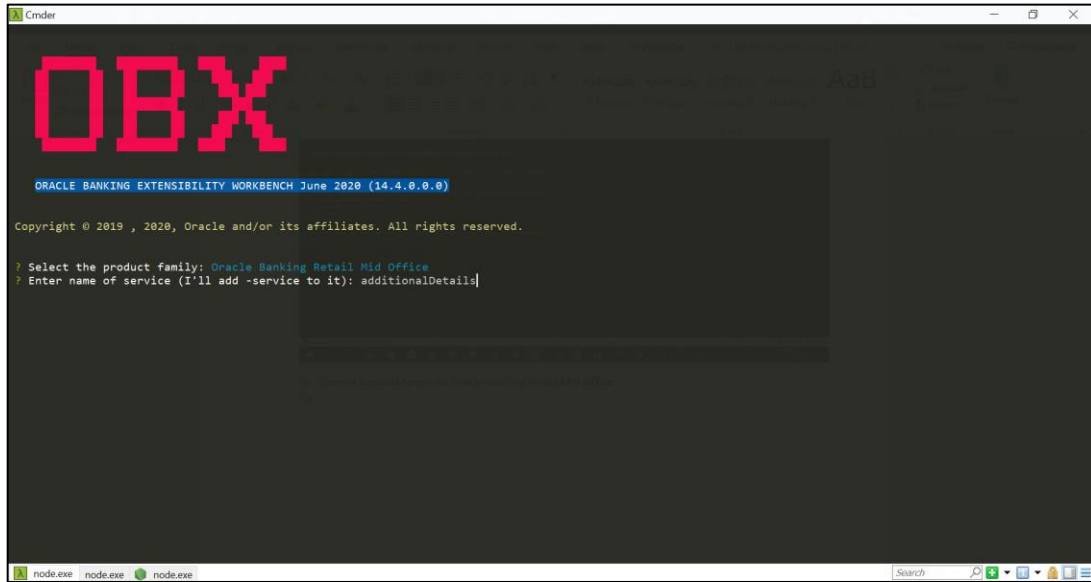 Cmder
OBX
ORACLE BANKING EXTENSIBILITY WORKBENCH June 2020 (14.4.0.0.0)
Copyright © 2019 , 2020, Oracle and/or its affiliates. All rights reserved.
? Select the product family: Oracle Banking Retail Mid Office
? Enter name of service (I'll add -service to it): additionalDetails
node.exe node.exe node.exe Search